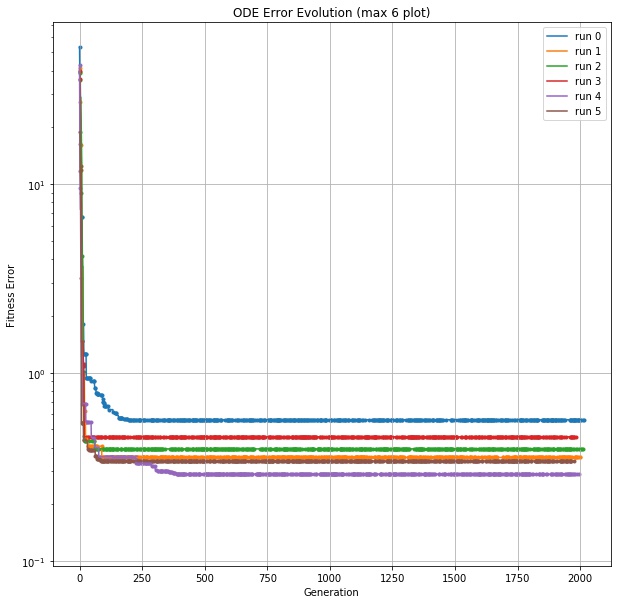 ODE Error Evolution (max 6 plot)
run 0
run 1
run 2
run 3
run 4
run 5
Fitness Error
10¹
10⁰
10⁻¹
0 250 500 750 1000 1250 1500 1750 2000
Generation